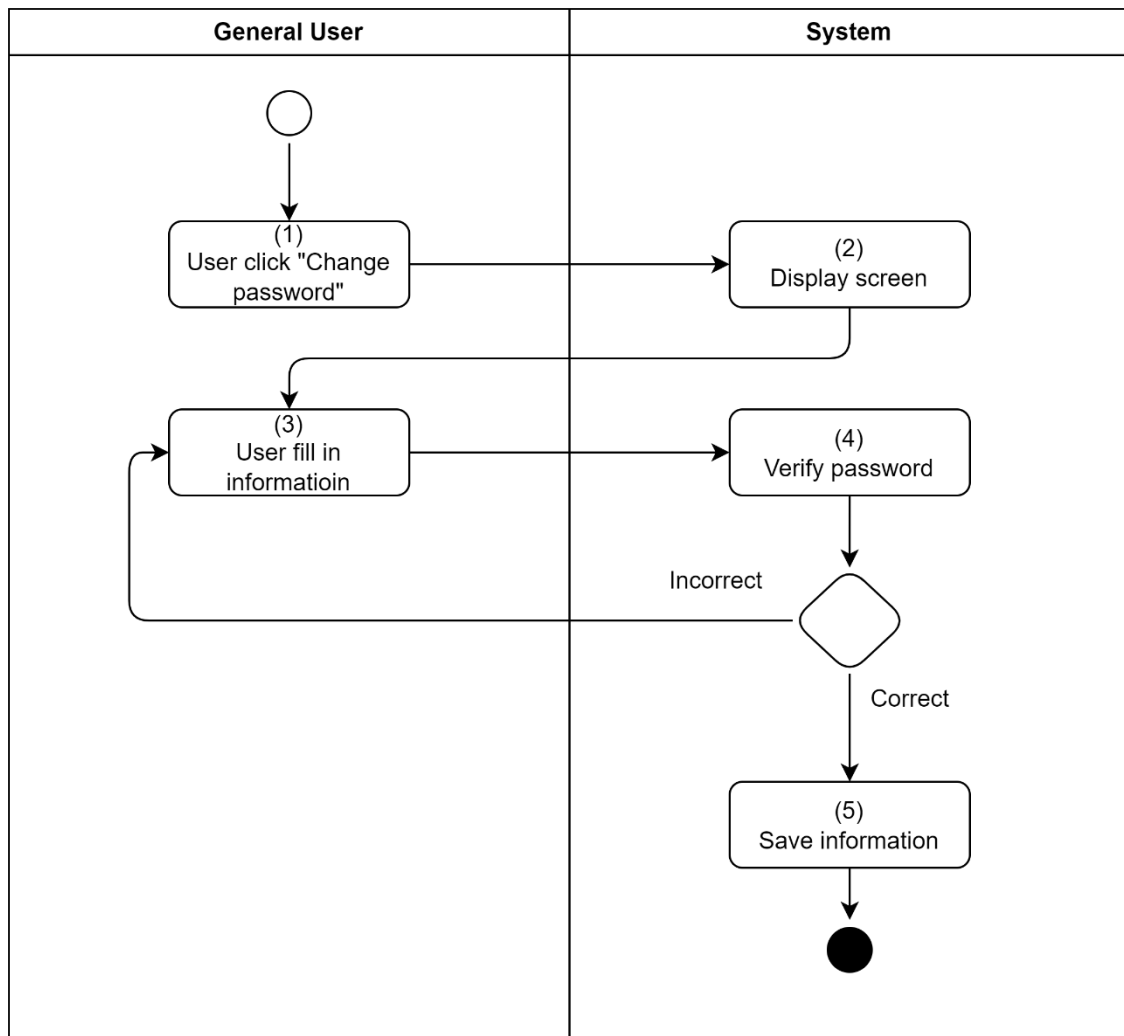 General User
System
(1)
User click "Change
password"
(2)
Display screen
(3)
User fill in
informatioin
(4)
Verify password
Incorrect
Correct
(5)
Save information